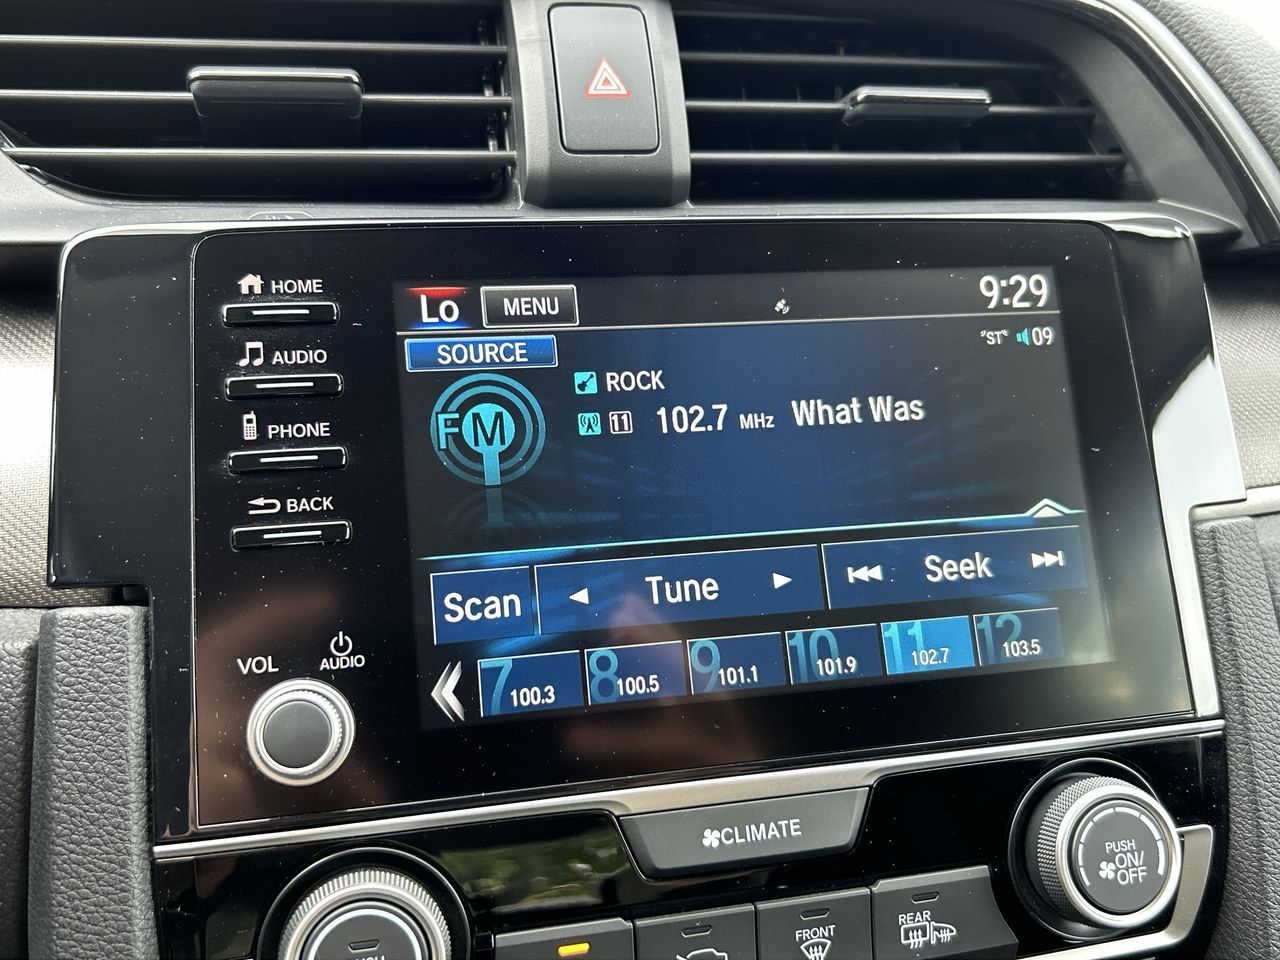 HOME
AUDIO
PHONE
BACK
VOL
AUDIO
Lo MENU 9:29
SOURCE "ST" 09
FM
ROCK
11 102.7 MHz What Was
Scan Tune Seek
7 100.3 8 100.5 9 101.1 10 101.9 11 102.7 12 103.5
CLIMATE
PUSH
ON/
OFF
FRONT
REAR